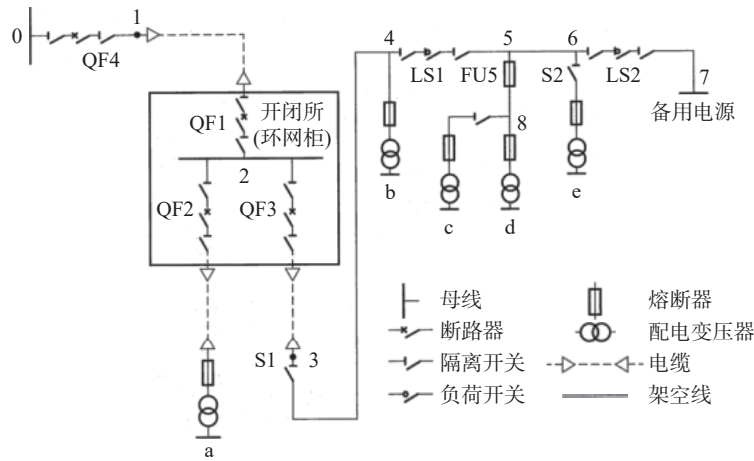 0
1
QF4
4
5
6
LS1
FU5
S2
LS2
7
备用电源
QF1
开闭所
(环网柜)
2
QF2
QF3
8
b
c
d
e
S1
3
a
母线
熔断器
断路器
配电变压器
隔离开关
电缆
负荷开关
架空线